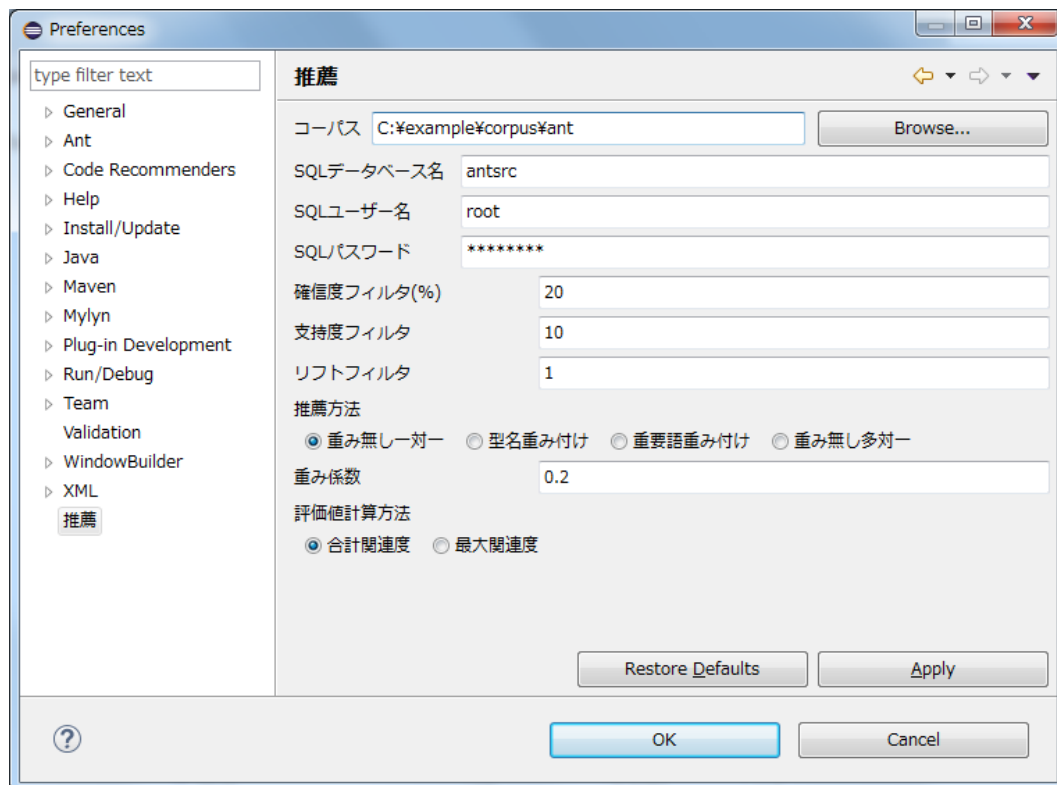 Preferences
type filter text
General
Ant
Code Recommenders
Help
Install/Update
Java
Maven
Mylyn
Plug-in Development
Run/Debug
Team
Validation
WindowBuilder
XML
推薦
推薦
コーパス C:¥example¥corpus¥ant Browse...
SQLデータベース名 antsrc
SQLユーザー名 root
SQLパスワード ********
確信度フィルタ(%) 20
支持度フィルタ 10
リフトフィルタ 1
推薦方法
重み無し一対一 型名重み付け 重要語重み付け 重み無し多対一
重み係数 0.2
評価値計算方法
合計関連度 最大関連度
Restore Defaults Apply
? OK Cancel